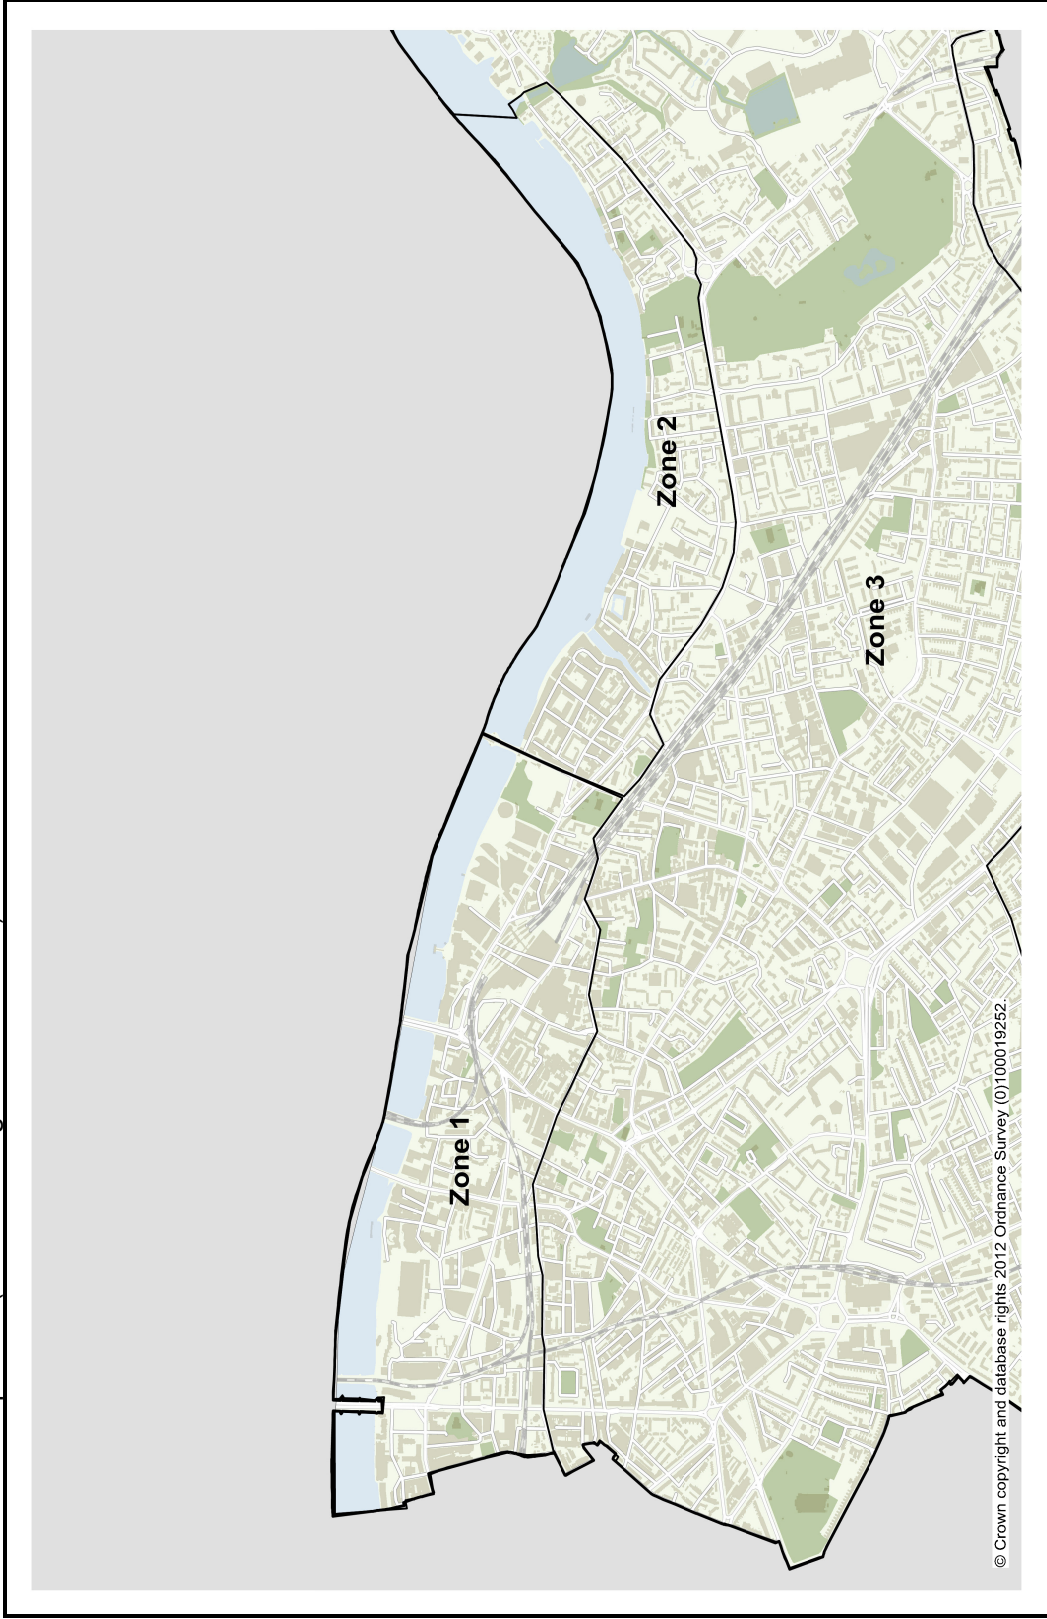 Zone 1
Zone 2
Zone 3
© Crown copyright and database rights 2012 Ordnance Survey (0)100019252.